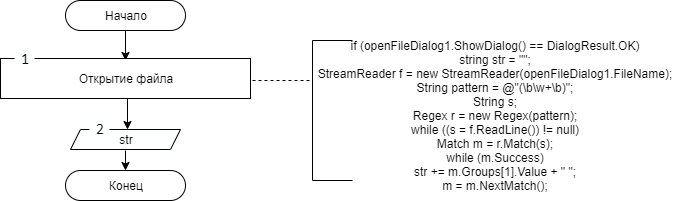 Начало
1
Открытие файла
2
str
Конец
if (openFileDialog1.ShowDialog() == DialogResult.OK)
string str = "";
StreamReader f = new StreamReader(openFileDialog1.FileName);
String pattern = @"(\b\w+\b)";
String s;
Regex r = new Regex(pattern);
while ((s = f.ReadLine()) != null)
Match m = r.Match(s);
while (m.Success)
str += m.Groups[1].Value + " ";
m = m.NextMatch();